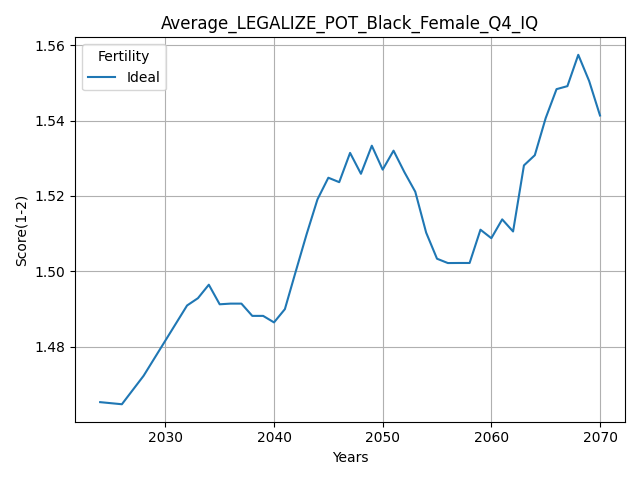 Average_LEGALIZE_POT_Black_Female_Q4_IQ
Fertility
Ideal
1.56
1.54
1.52
1.50
1.48
Score(1-2)
2030 2040 2050 2060 2070
Years